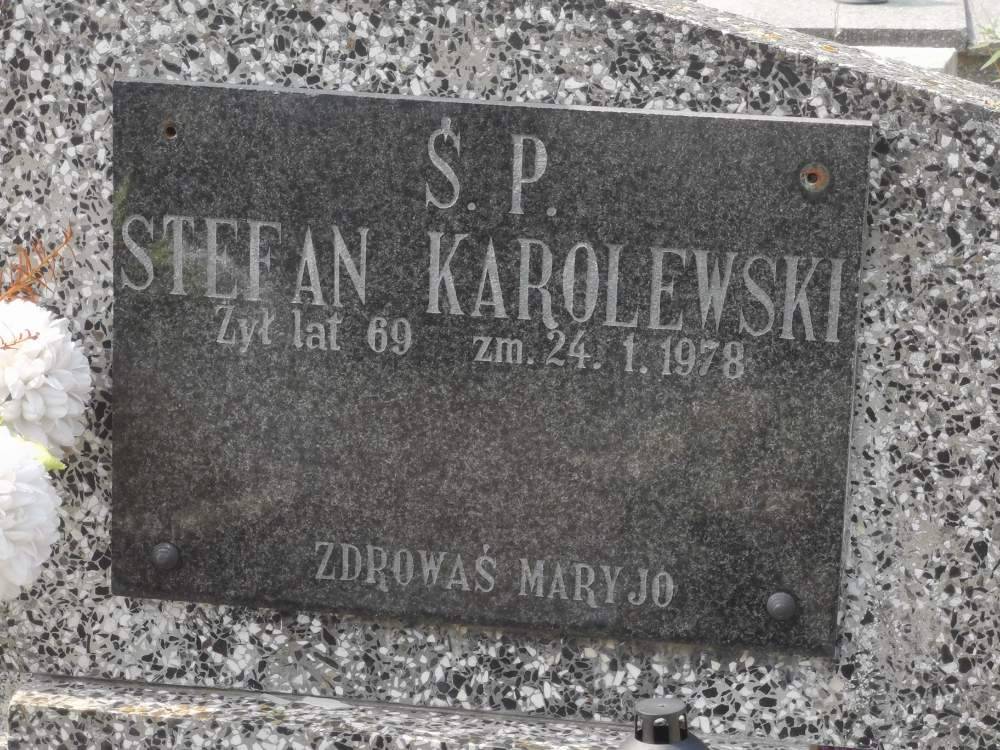 Ś. P.
STEFAN KAROLEWSKI
Żył lat 69 zm. 24. 1. 1978
ZDROWAŚ MARYJO